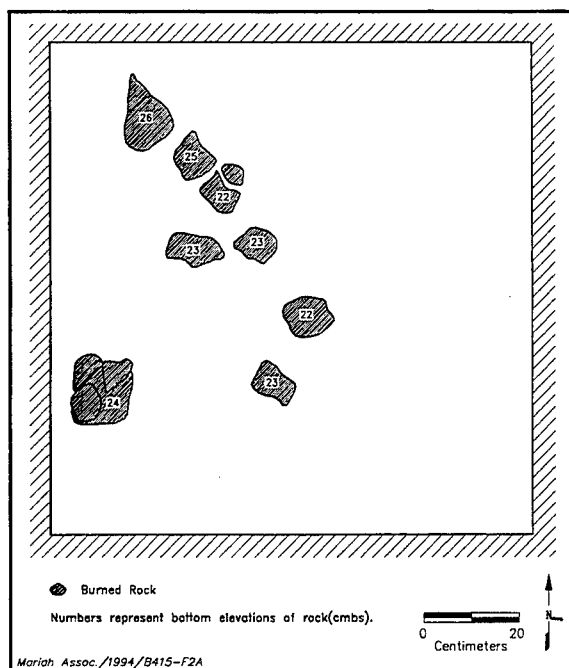 26
25
22
23 23
22
23
24
Burned Rock
Numbers represent bottom elevations of rock(cmbs).
N
0 20
Centimeters
Mariah Assoc./1994/B415-F2A